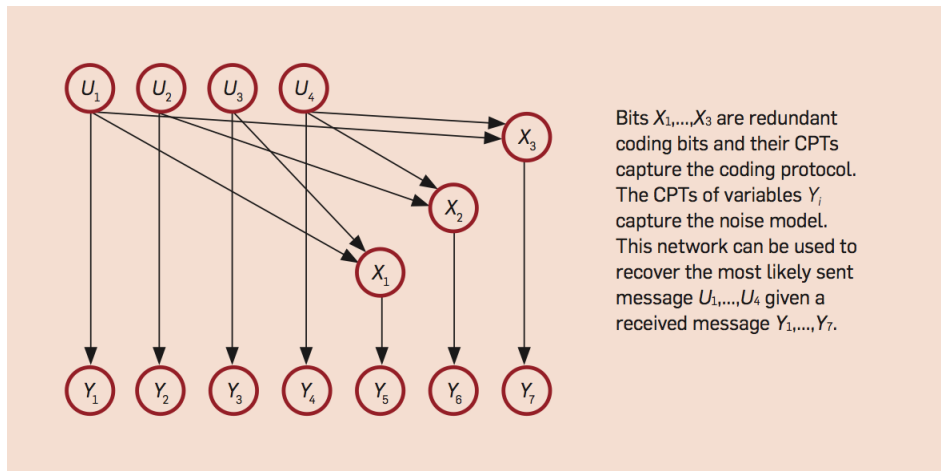 U₁ U₂ U₃ U₄
X₃
X₂
X₁
Y₁ Y₂ Y₃ Y₄ Y₅ Y₆ Y₇
Bits X₁,...,X₃ are redundant
coding bits and their CPTs
capture the coding protocol.
The CPTs of variables Yᵢ
capture the noise model.
This network can be used to
recover the most likely sent
message U₁,...,U₄ given a
received message Y₁,...,Y₇.